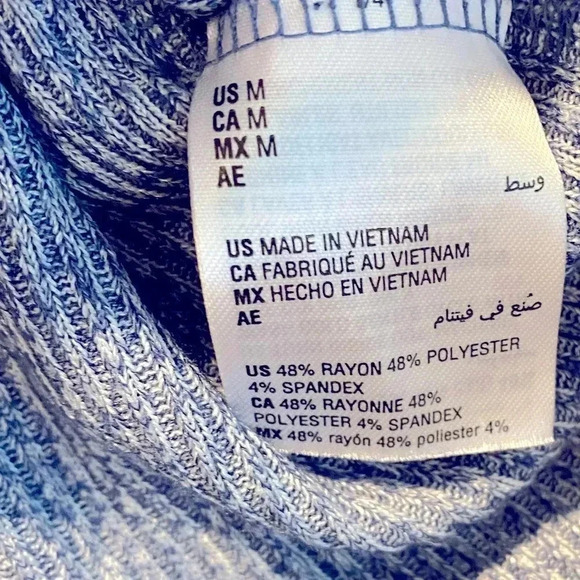 US M
CA M
MX M
AE وسط
US MADE IN VIETNAM
CA FABRIQUÉ AU VIETNAM
MX HECHO EN VIETNAM
AE صُنع في فيتنام
US 48% RAYON 48% POLYESTER
4% SPANDEX
CA 48% RAYONNE 48%
POLYESTER 4% SPANDEX
MX 48% rayón 48% poliester 4%